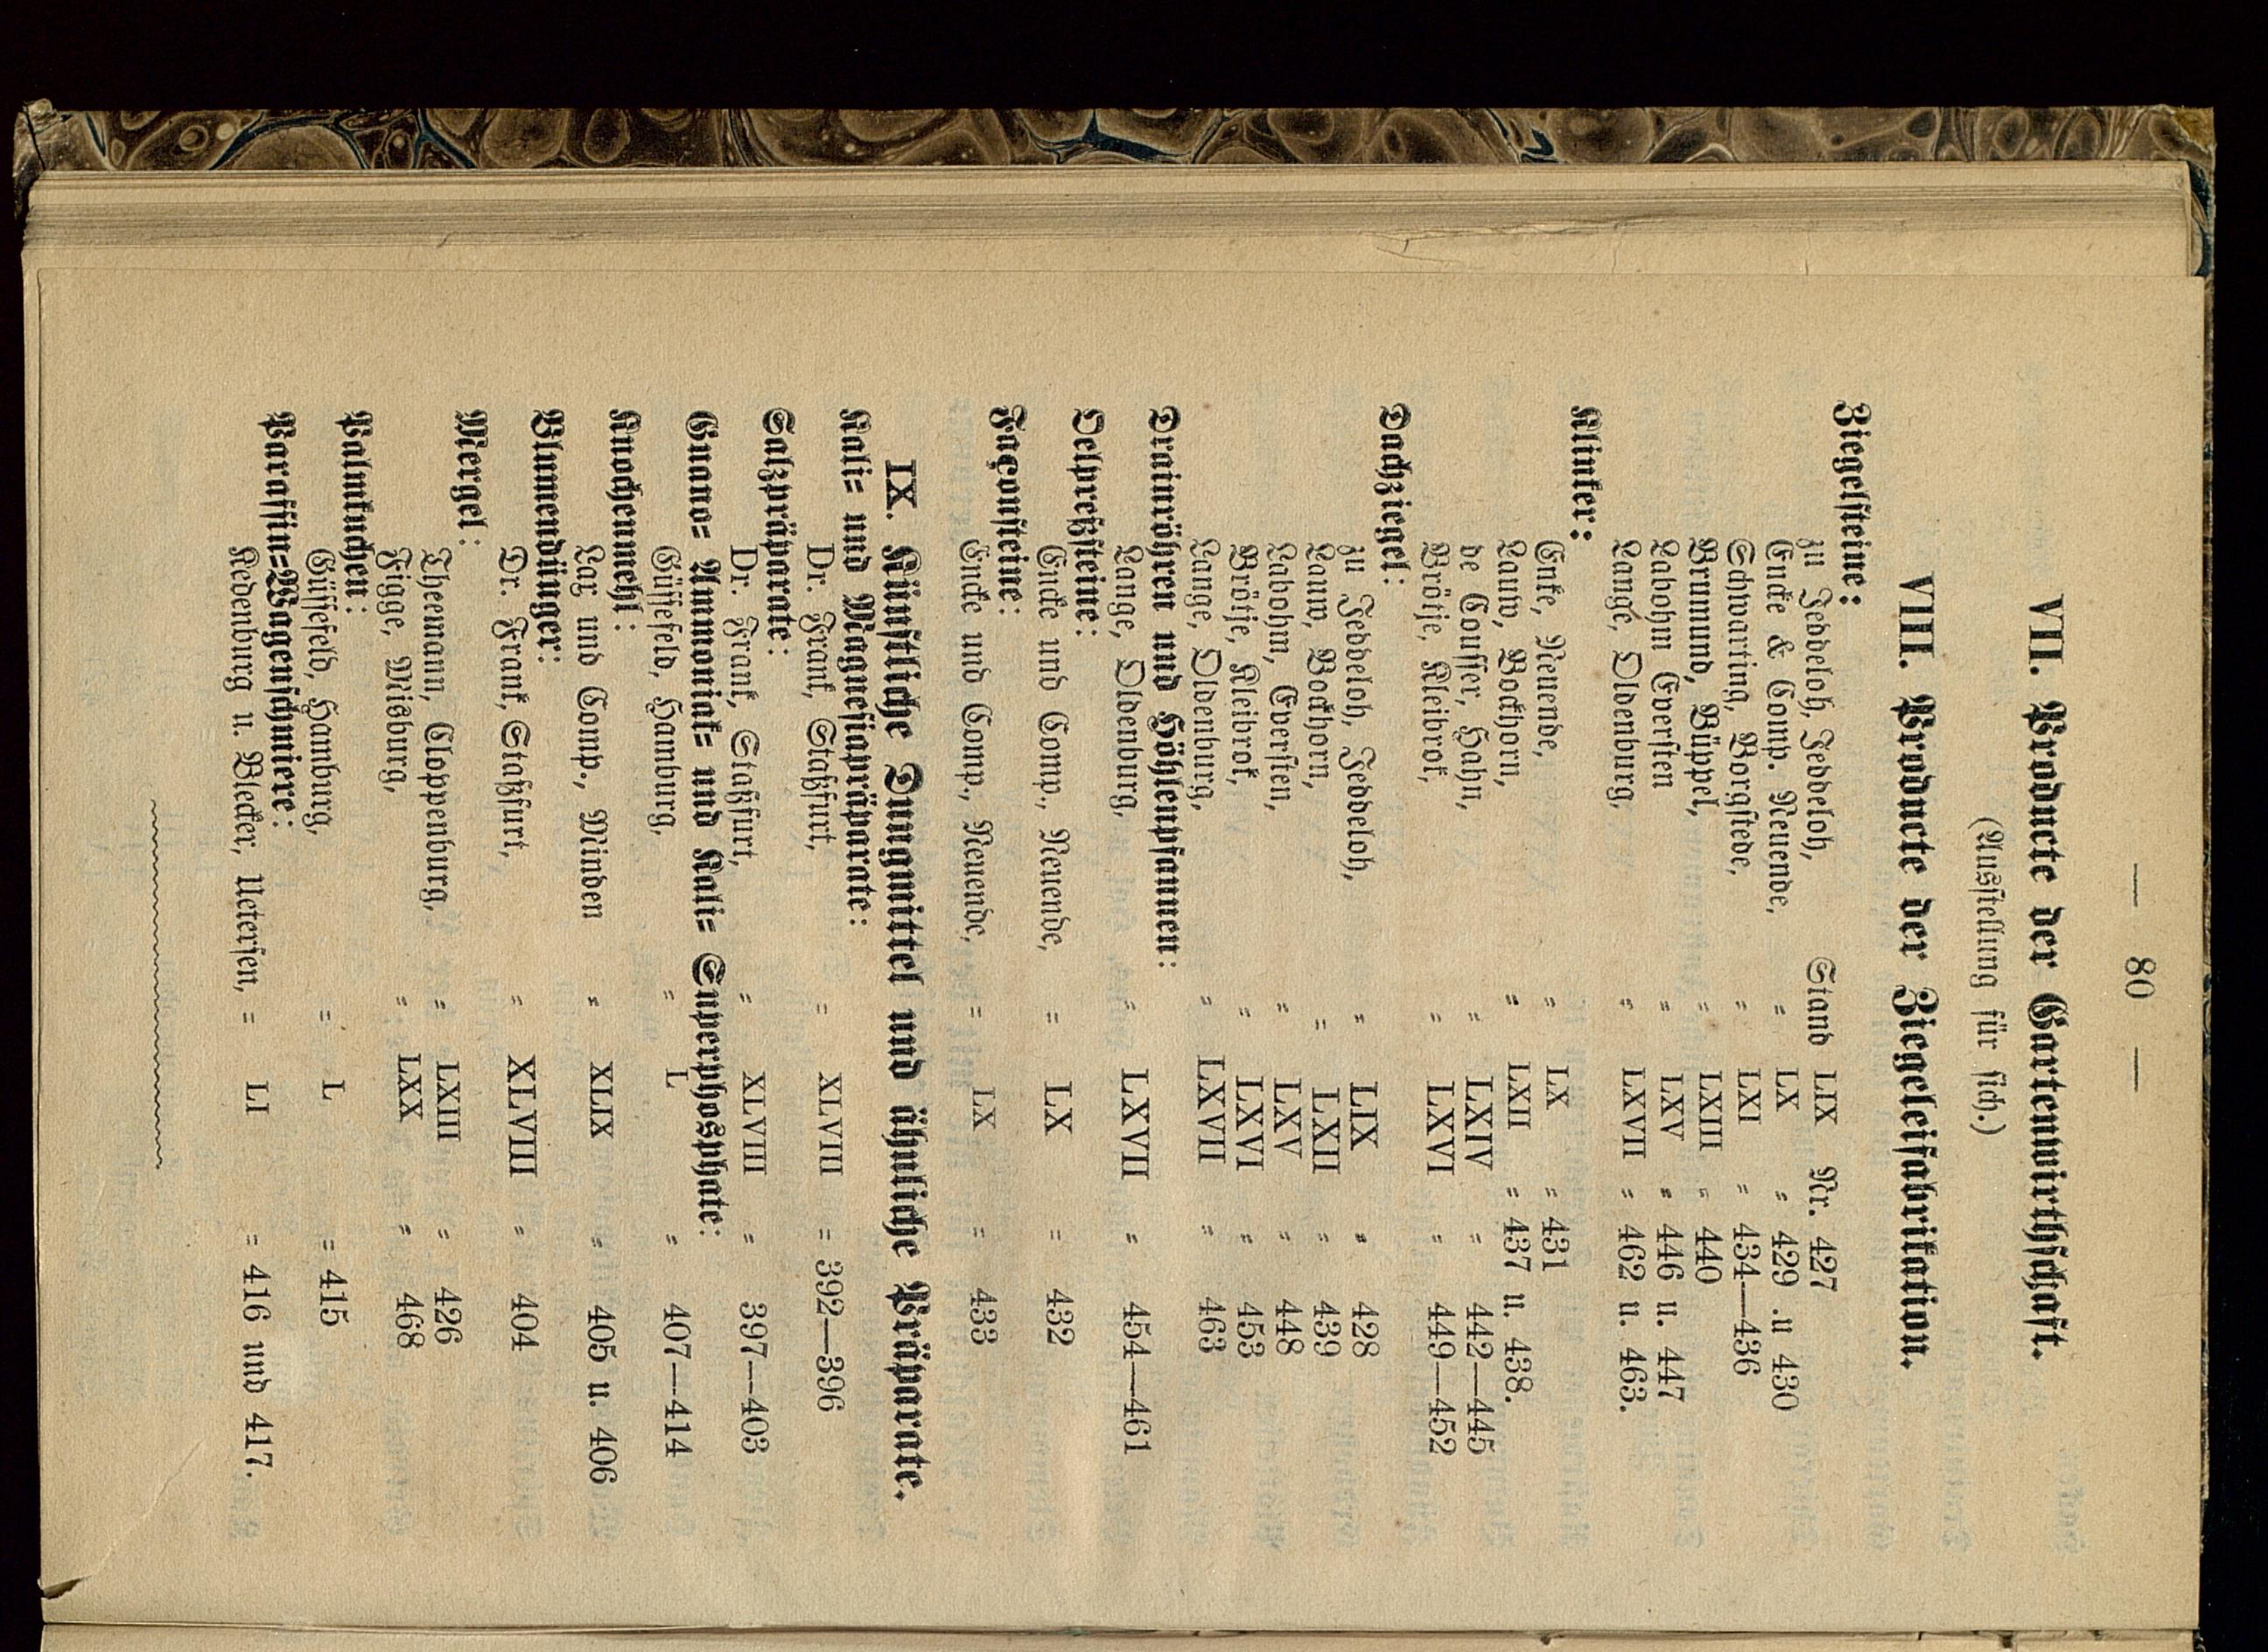 — 80 —
VII. Producte der Gartenwirthschaft.
(Ausstellung für sich.)
VIII. Producte der Ziegeleifabrikation.
Ziegelsteine:
zu Jeddeloh, Jeddeloh, Stand LIX Nr. 427
Encke & Comp. Neuende, " LX " 429 .u 430
Schwarting, Borgstede, " LXI " 434—436
Brumund, Büppel, " LXIII " 440
Labohm Eversten " LXV " 446 u. 447
Lange, Oldenburg, " LXVII " 462 u. 463.
Klinker:
Enke, Neuende, " LX " 431
Lauw, Bockhorn, " LXII " 437 u. 438.
de Cousser, Hahn, " LXIV " 442—445
Brötje, Kleibrok, " LXVI " 449—452
Dachziegel:
zu Jeddeloh, Jeddeloh, " LIX " 428
Lauw, Bockhorn, " LXII " 439
Labohm, Eversten, " LXV " 448
Brötje, Kleibrok, " LXVI " 453
Lange, Oldenburg, " LXVII " 463
Drainröhren und Höhlenpfannen:
Lange, Oldenburg, " LXVII " 454—461
Oelpreßsteine:
Encke und Comp., Neuende, " LX " 432
Façonsteine:
Encke und Comp., Neuende, " LX " 433
IX. Künstliche Dungmittel und ähnliche Präparate.
Kali= und Magnesiapräparate:
Dr. Frank, Staßfurt, " XLVIII " 392—396
Salzpräparate:
Dr. Frank, Staßfurt, " XLVIII " 397—403
Guano= Ammoniak= und Kali= Superphosphate:
Güssefeld, Hamburg, " L " 407—414
Knochenmehl:
Lax und Comp., Minden " XLIX " 405 u. 406
Blumendünger:
Dr. Frank, Staßfurt, " XLVIII " 404
Mergel:
Theemann, Cloppenburg, " LXIII " 426
Figge, Misburg, " LXX " 468
Palmkuchen:
Güssefeld, Hamburg, " L " 415
Paraffin=Wagenschmiere:
Redenburg u. Blecker, Uetersen, " LI " 416 und 417.